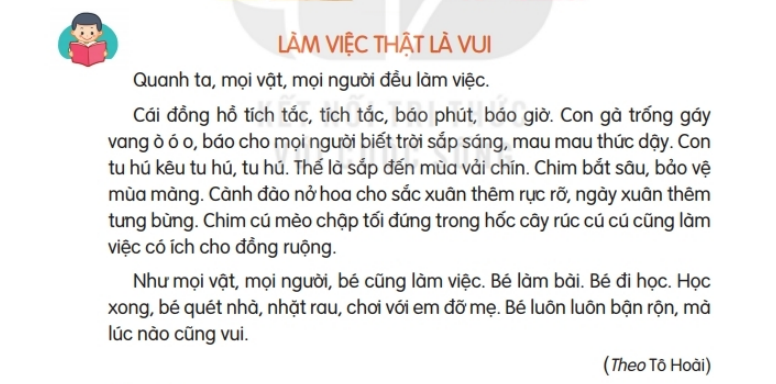 LÀM VIỆC THẬT LÀ VUI
Quanh ta, mọi vật, mọi người đều làm việc.
Cái đồng hồ tích tắc, tích tắc, báo phút, báo giờ. Con gà trống gáy
vang ò ó o, báo cho mọi người biết trời sắp sáng, mau mau thức dậy. Con
tu hú kêu tu hú, tu hú. Thế là sắp đến mùa vải chín. Chim bắt sâu, bảo vệ
mùa màng. Cành đào nở hoa cho sắc xuân thêm rực rỡ, ngày xuân thêm
tưng bừng. Chim cú mèo chập tối đứng trong hốc cây rúc cú cú cũng làm
việc có ích cho đồng ruộng.
Như mọi vật, mọi người, bé cũng làm việc. Bé làm bài. Bé đi học. Học
xong, bé quét nhà, nhặt rau, chơi với em đỡ mẹ. Bé luôn luôn bận rộn, mà
lúc nào cũng vui.
(Theo Tô Hoài)
KẾT NỐI TRI THỨC
VỚI CUỘC SỐNG